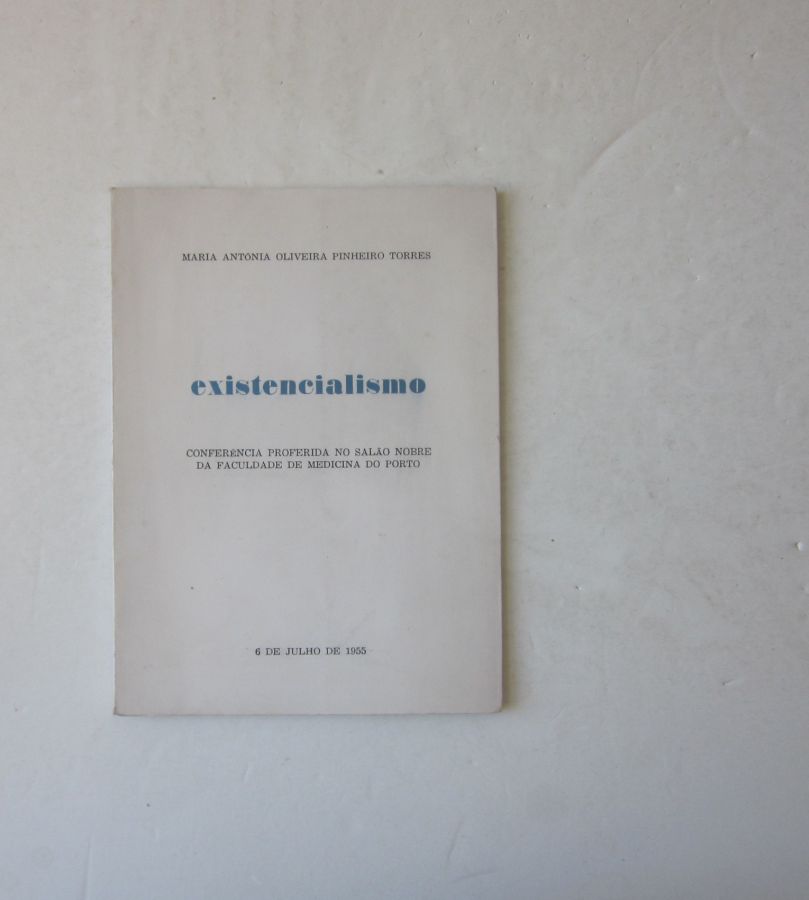 MARIA ANTÓNIA OLIVEIRA PINHEIRO TORRES
existencialismo
CONFERÊNCIA PROFERIDA NO SALÃO NOBRE
DA FACULDADE DE MEDICINA DO PORTO
6 DE JULHO DE 1955